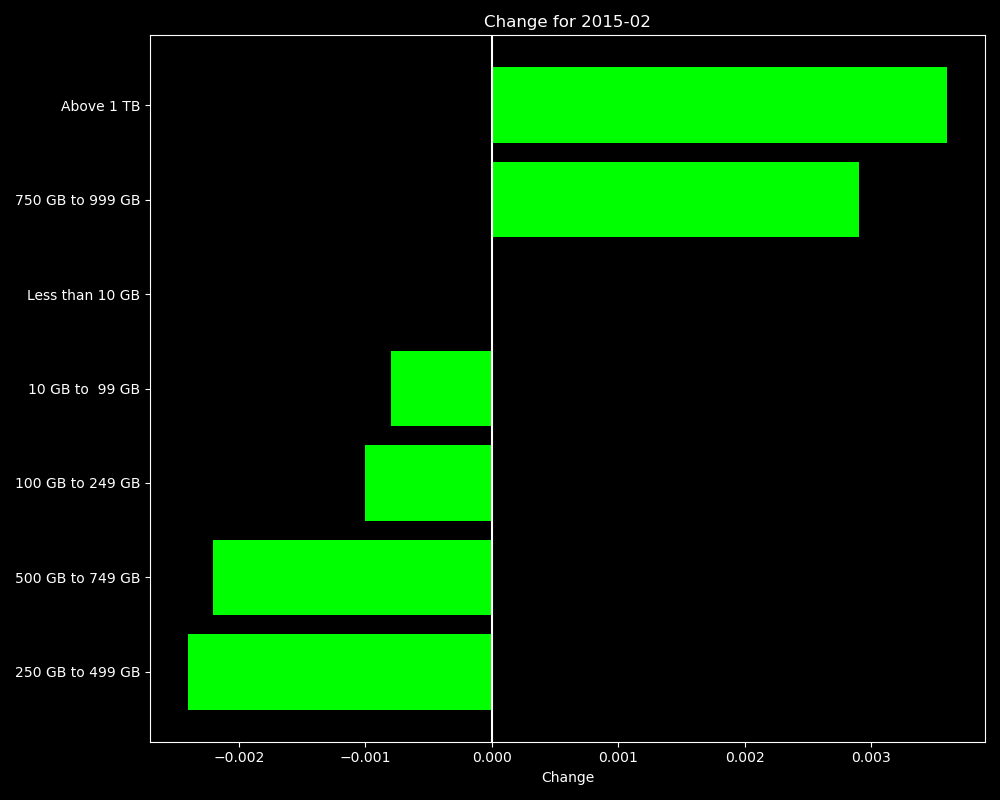 Change for 2015-02
Above 1 TB
750 GB to 999 GB
Less than 10 GB
10 GB to  99 GB
100 GB to 249 GB
500 GB to 749 GB
250 GB to 499 GB
−0.002 −0.001 0.000 0.001 0.002 0.003
Change